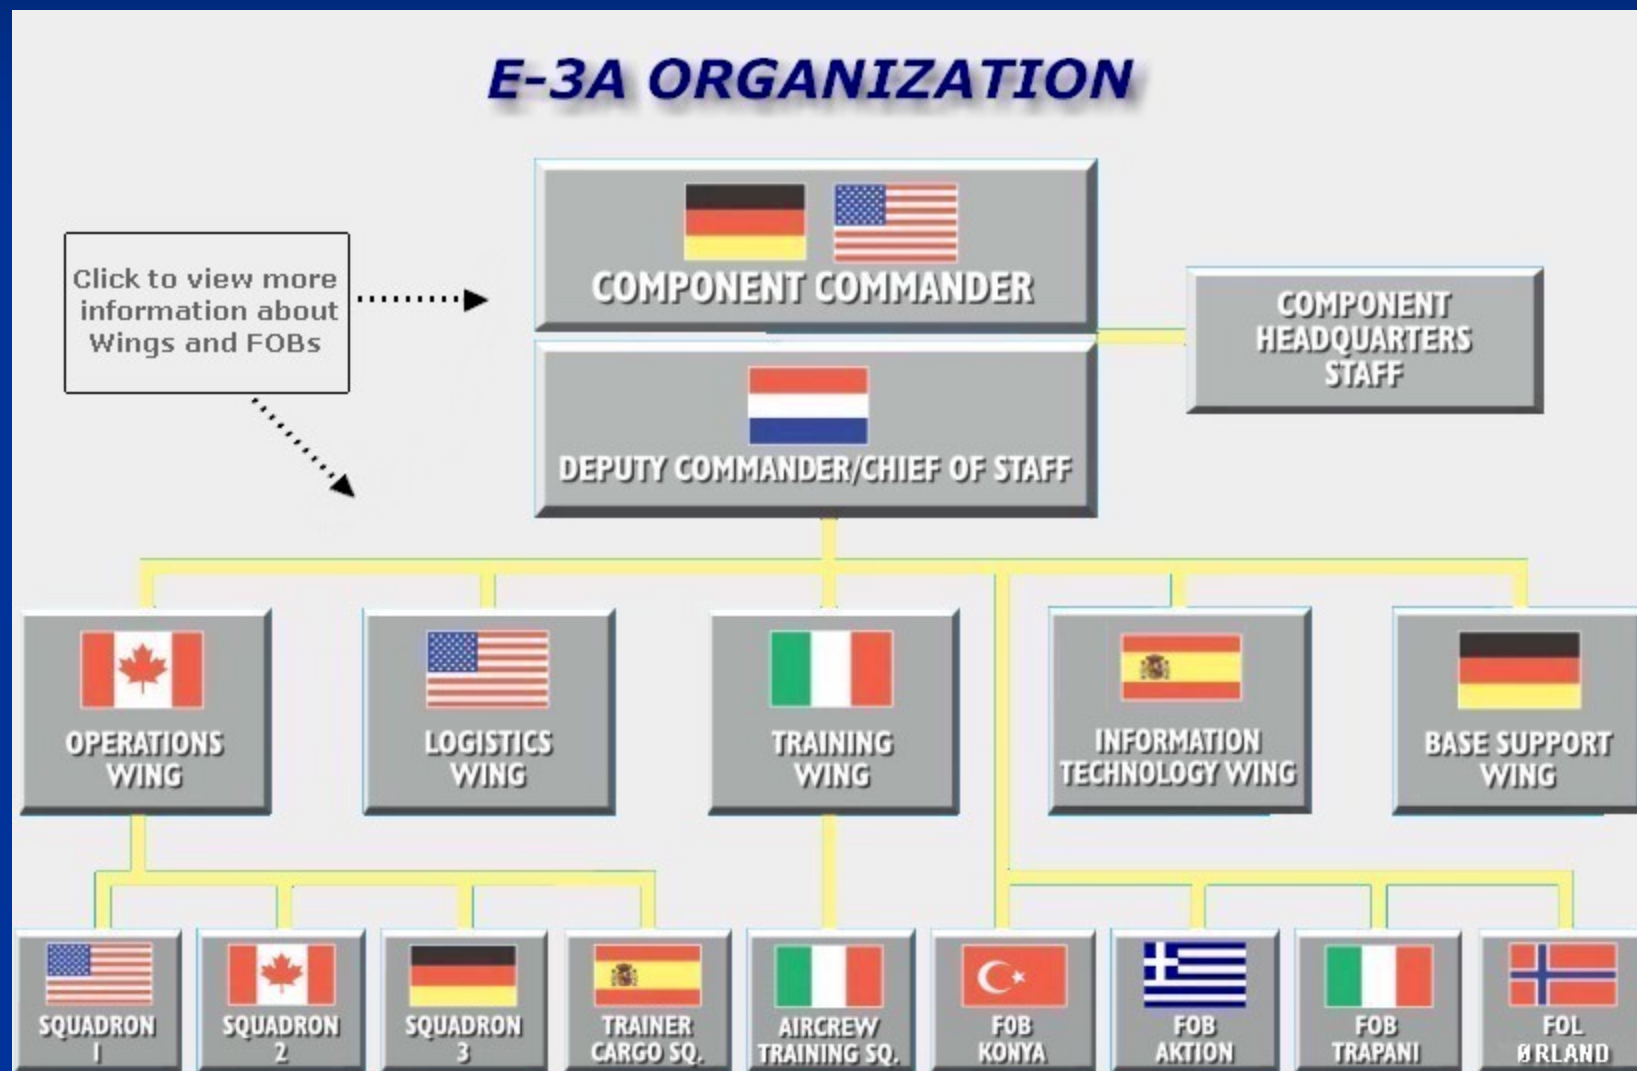 E-3A ORGANIZATION
COMPONENT COMMANDER
Click to view more
information about
Wings and FOBs
COMPONENT
HEADQUARTERS
STAFF
DEPUTY COMMANDER/CHIEF OF STAFF
OPERATIONS
WING
LOGISTICS
WING
TRAINING
WING
INFORMATION
TECHNOLOGY WING
BASE SUPPORT
WING
SQUADRON
1
SQUADRON
2
SQUADRON
3
TRAINER
CARGO SQ.
AIRCREW
TRAINING SQ.
FOB
KONYA
FOB
AKTION
FOB
TRAPANI
FOL
ØRLAND